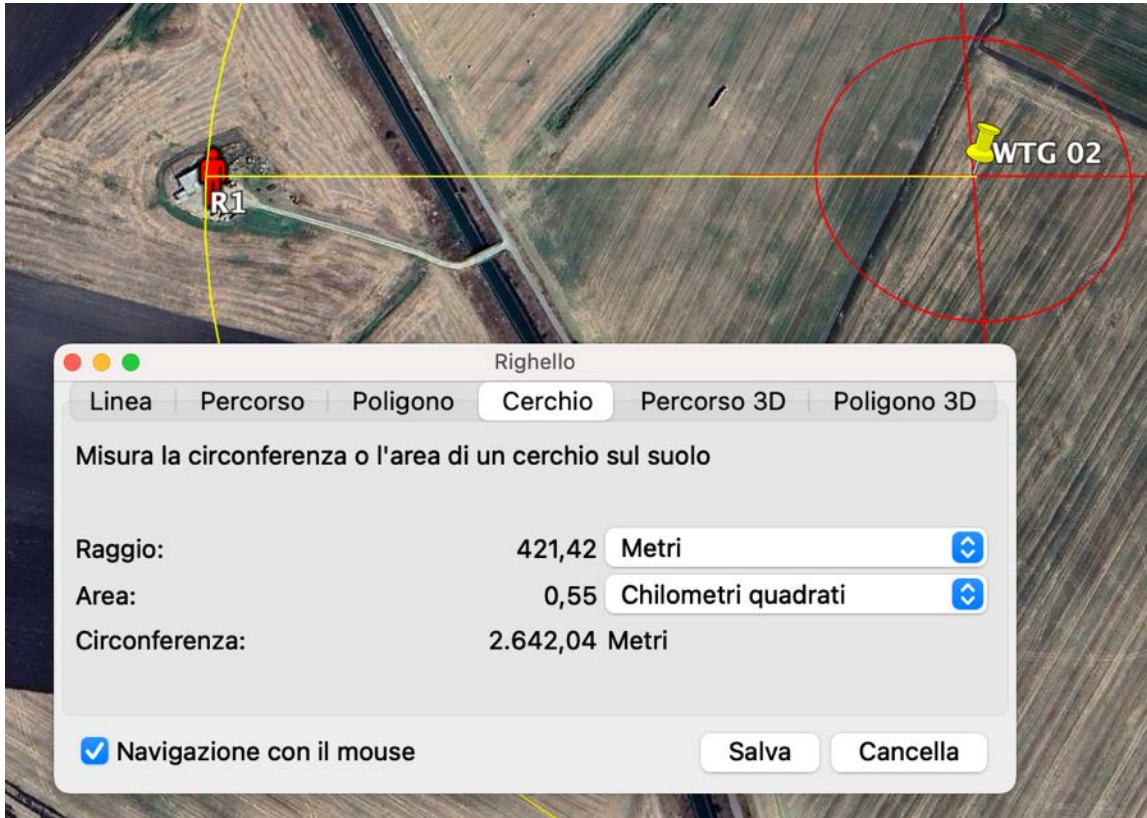 WTG 02
R1
Righello
Linea Percorso Poligono Cerchio Percorso 3D Poligono 3D
Misura la circonferenza o l'area di un cerchio sul suolo
Raggio: 421,42 Metri
Area: 0,55 Chilometri quadrati
Circonferenza: 2.642,04 Metri
Navigazione con il mouse Salva Cancella